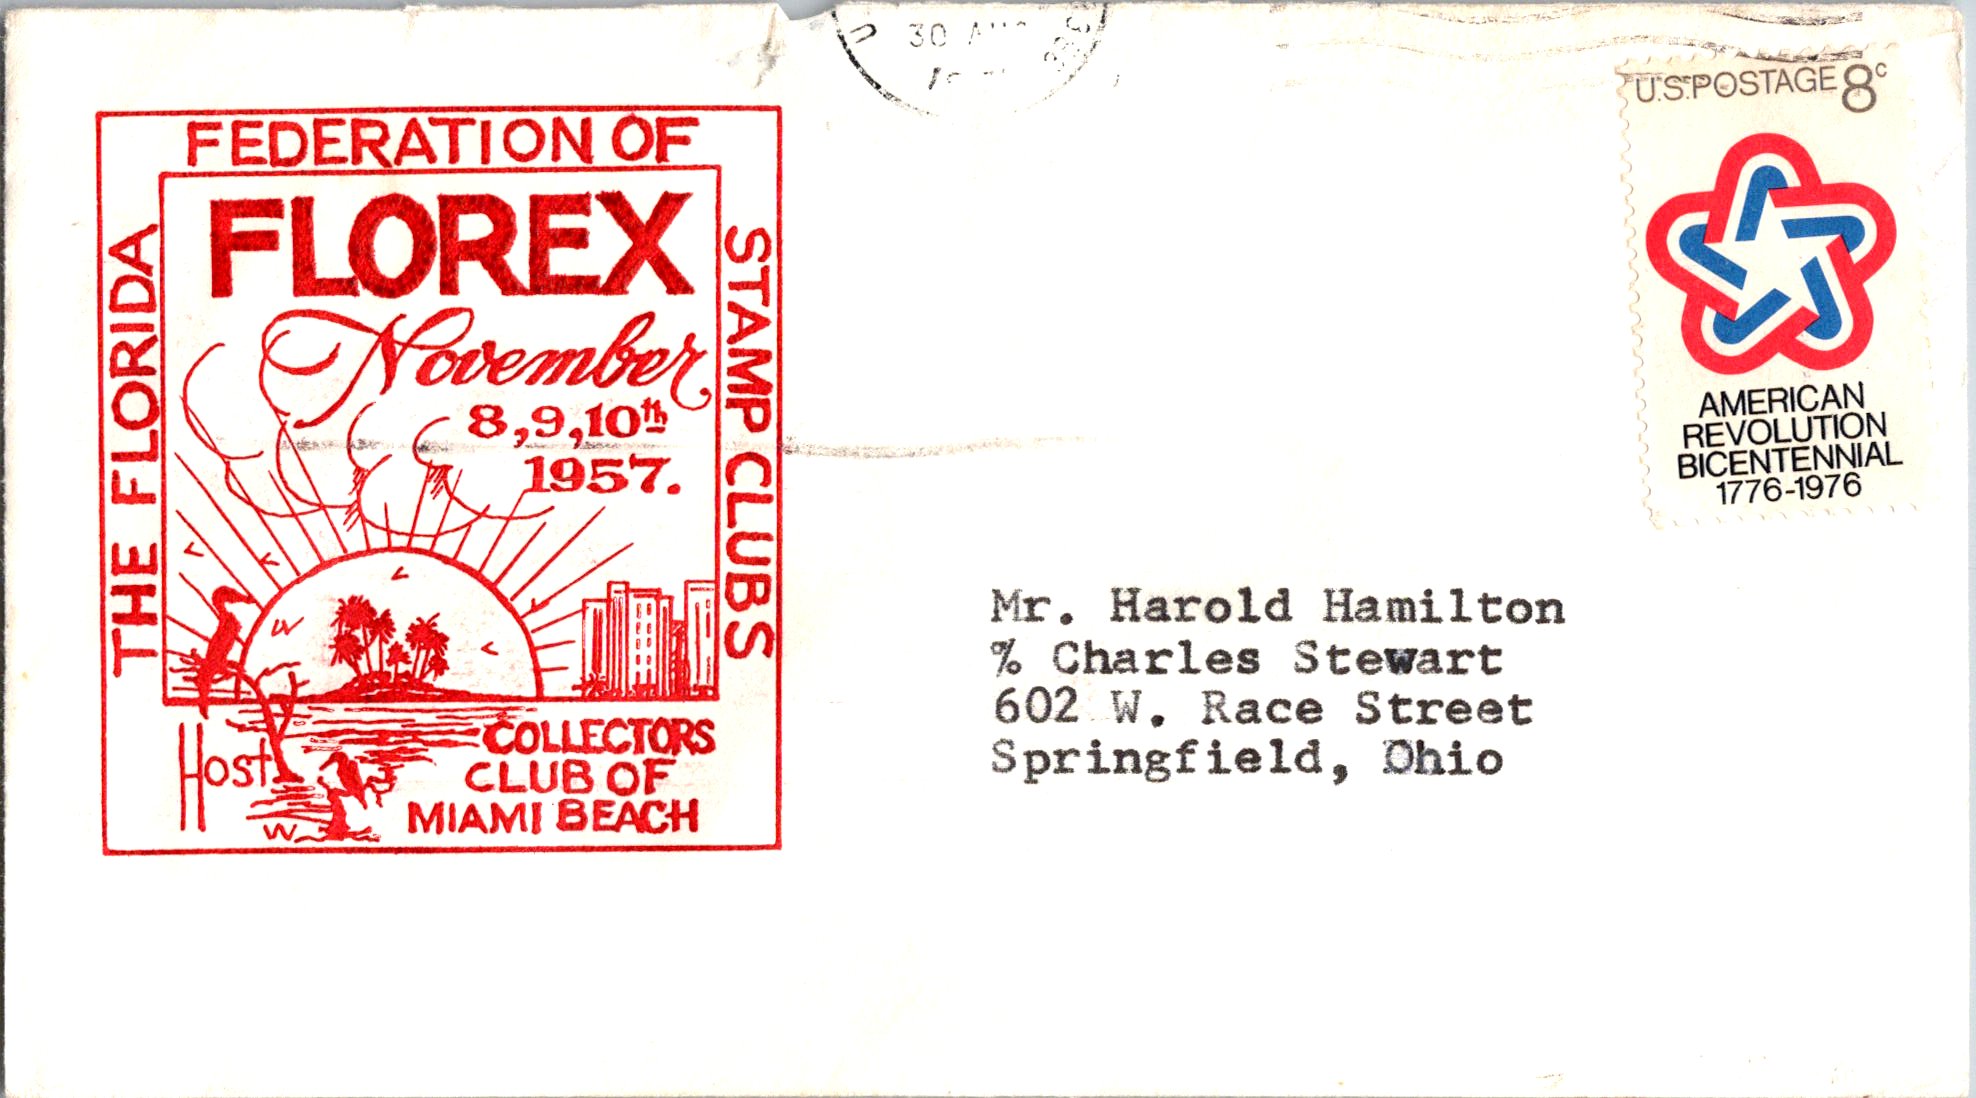 30
THE FLORIDA
FEDERATION OF
STAMP CLUBS
FLOREX
November
8,9,10th
1957.
Host
COLLECTORS
CLUB OF
MIAMI BEACH
U.S. POSTAGE 8c
AMERICAN
REVOLUTION
BICENTENNIAL
1776-1976
Mr. Harold Hamilton
% Charles Stewart
602 W. Race Street
Springfield, Ohio